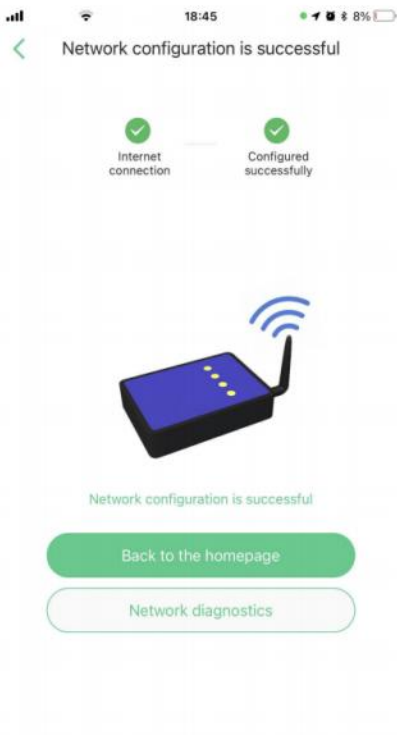 18:45
8%
Network configuration is successful
Internet
connection
Configured
successfully
Network configuration is successful
Back to the homepage
Network diagnostics